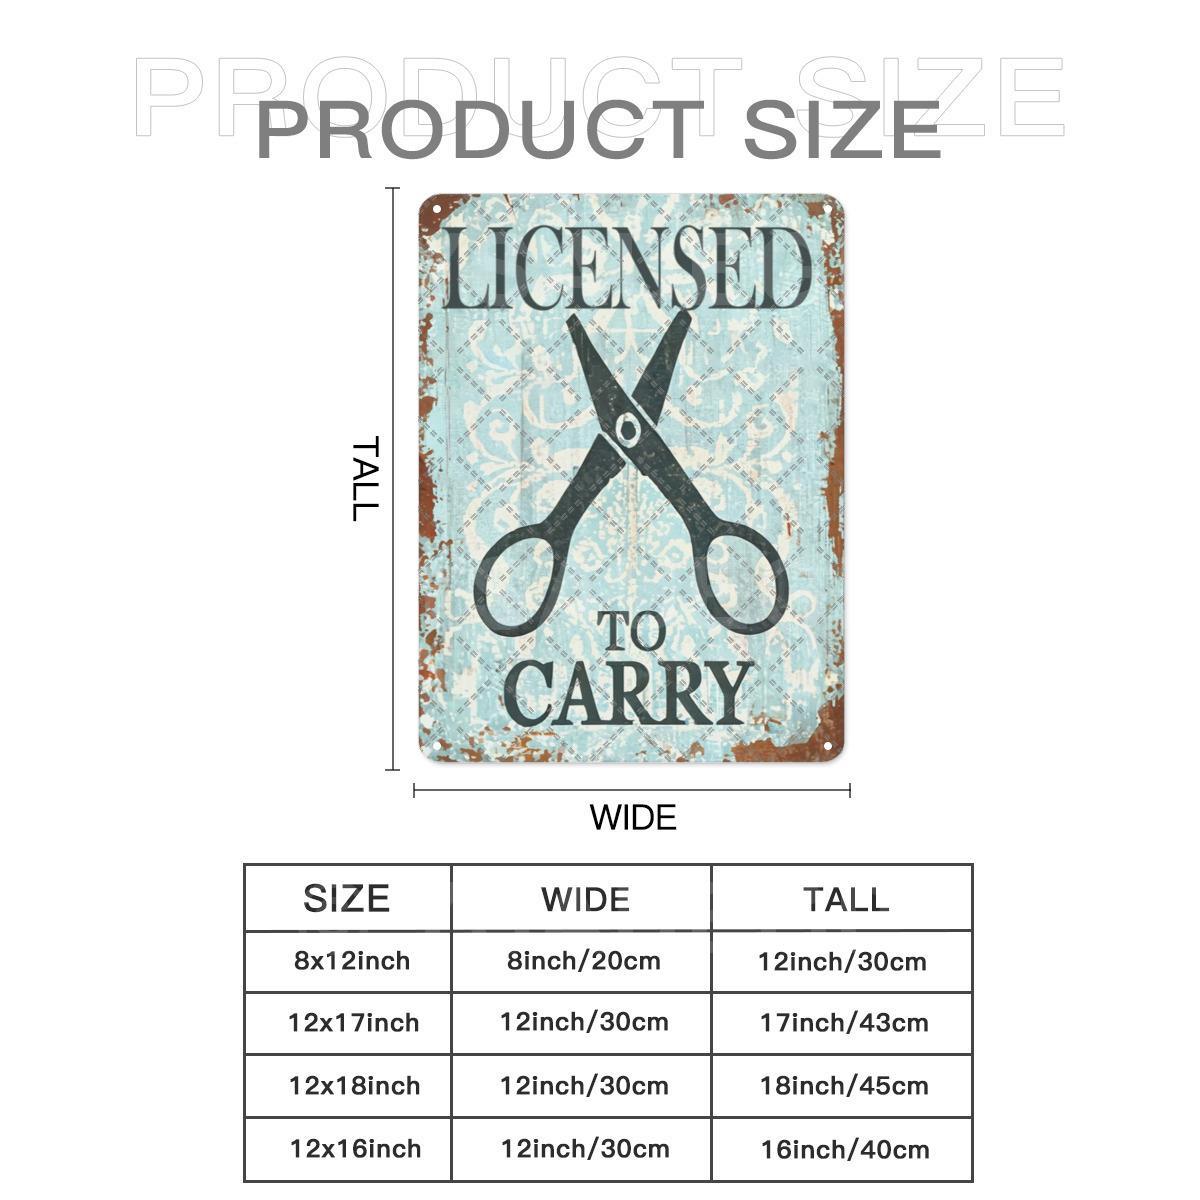 PRODUCT SIZE
PRODUCT SIZE
LICENSED
TO
CARRY
TALL
WIDE
SIZE WIDE TALL
8x12inch 8inch/20cm 12inch/30cm
12x17inch 12inch/30cm 17inch/43cm
12x18inch 12inch/30cm 18inch/45cm
12x16inch 12inch/30cm 16inch/40cm